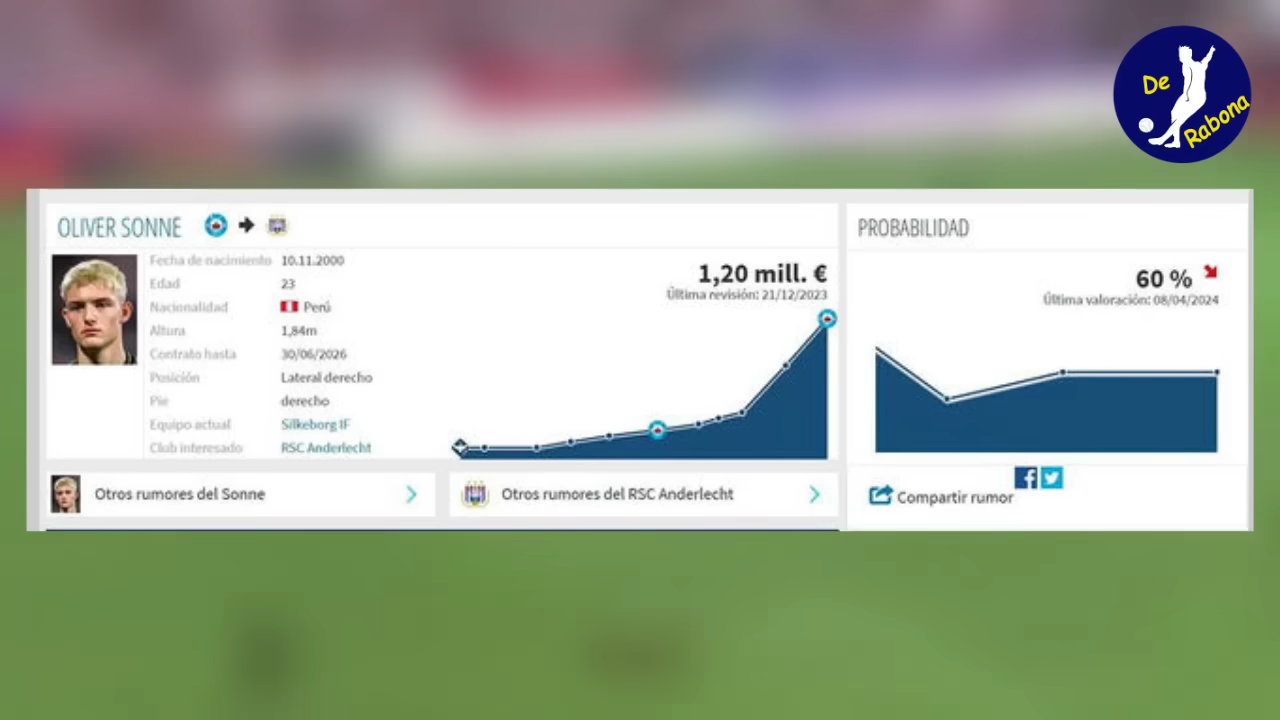 De
Rabona
OLIVER SONNE
Fecha de nacimiento 10.11.2000
Edad 23
Nacionalidad Perú
Altura 1,84m
Contrato hasta 30/06/2026
Posición Lateral derecho
Pie derecho
Equipo actual Silkeborg IF
Club interesado RSC Anderlecht
1,20 mill. €
Última revisión: 21/12/2023
Otros rumores del Sonne
Otros rumores del RSC Anderlecht
PROBABILIDAD
60 %
Última valoración: 08/04/2024
Compartir rumor